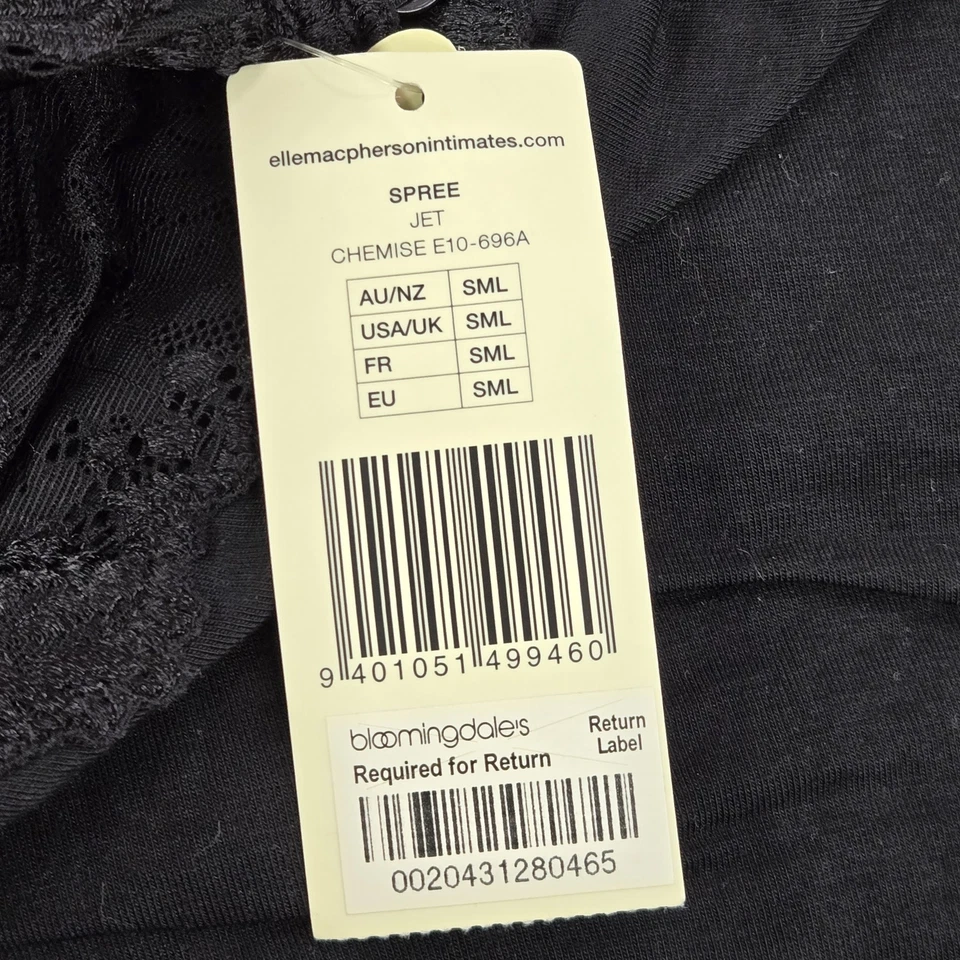 ellemacphersonintimates.com
SPREE
JET
CHEMISE E10-696A
AU/NZ SML
USA/UK SML
FR SML
EU SML
9 401051 499460
bloomingdale's
Return
Label
Required for Return
0020431280465